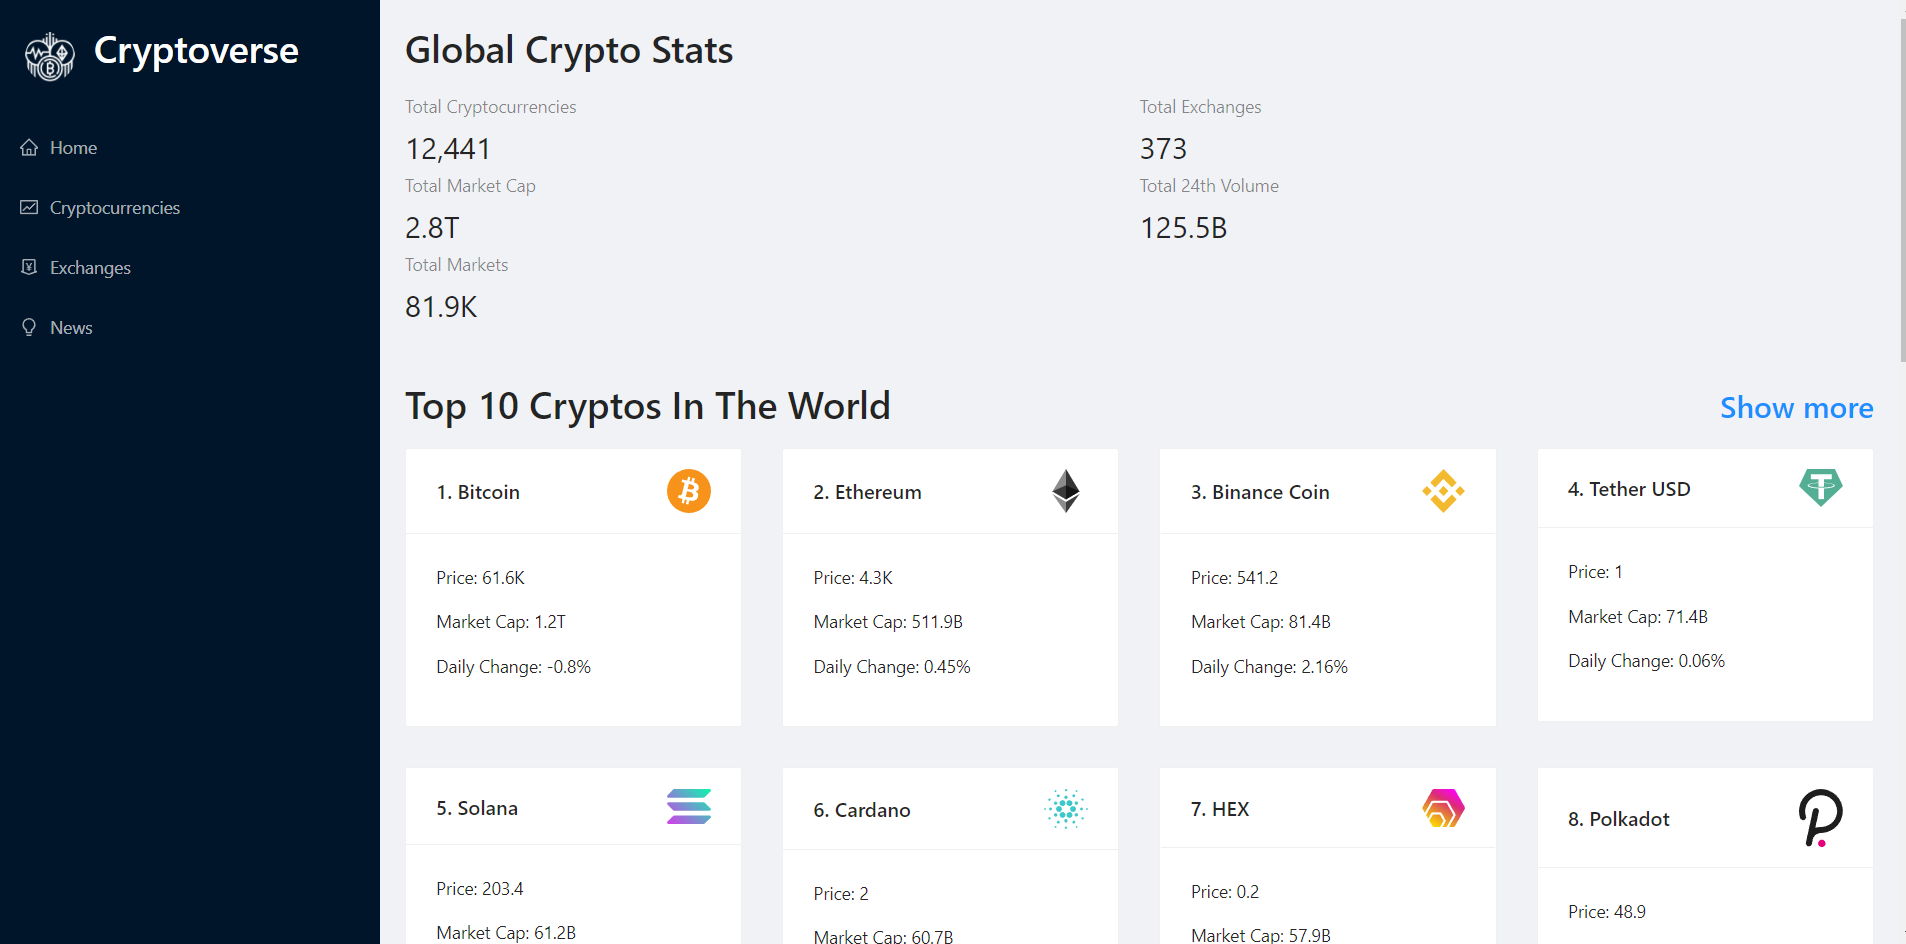 Cryptoverse
Home
Cryptocurrencies
Exchanges
News
Global Crypto Stats
Total Cryptocurrencies
12,441
Total Exchanges
373
Total Market Cap
2.8T
Total 24th Volume
125.5B
Total Markets
81.9K
Top 10 Cryptos In The World
Show more
1. Bitcoin
Price: 61.6K
Market Cap: 1.2T
Daily Change: -0.8%
2. Ethereum
Price: 4.3K
Market Cap: 511.9B
Daily Change: 0.45%
3. Binance Coin
Price: 541.2
Market Cap: 81.4B
Daily Change: 2.16%
4. Tether USD
Price: 1
Market Cap: 71.4B
Daily Change: 0.06%
5. Solana
Price: 203.4
Market Cap: 61.2B
6. Cardano
Price: 2
Market Cap: 60.7B
7. HEX
Price: 0.2
Market Cap: 57.9B
8. Polkadot
Price: 48.9